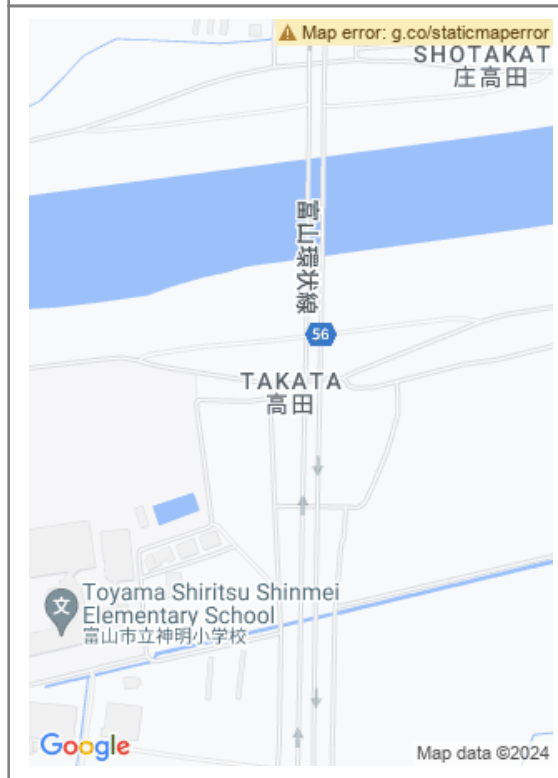 Map error: g.co/staticmaperror
SHOTAKAT
庄高田
富山環状線
56
TAKATA
高田
文
Toyama Shiritsu Shinmei
Elementary School
富山市立神明小学校
Google
Map data ©2024